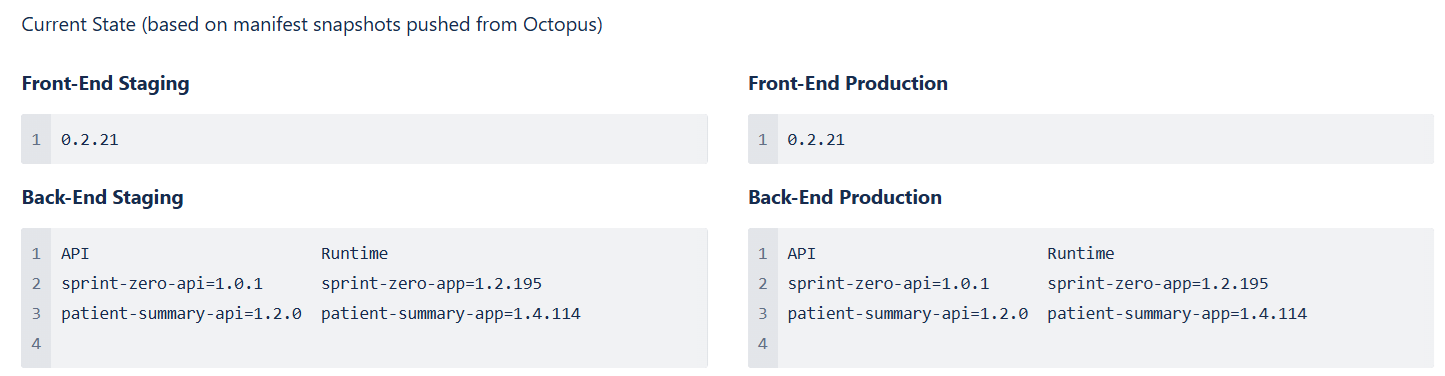 Current State (based on manifest snapshots pushed from Octopus)
Front-End Staging
1 0.2.21
Back-End Staging
1 API Runtime
2 sprint-zero-api=1.0.1 sprint-zero-app=1.2.195
3 patient-summary-api=1.2.0 patient-summary-app=1.4.114
4
Front-End Production
1 0.2.21
Back-End Production
1 API Runtime
2 sprint-zero-api=1.0.1 sprint-zero-app=1.2.195
3 patient-summary-api=1.2.0 patient-summary-app=1.4.114
4